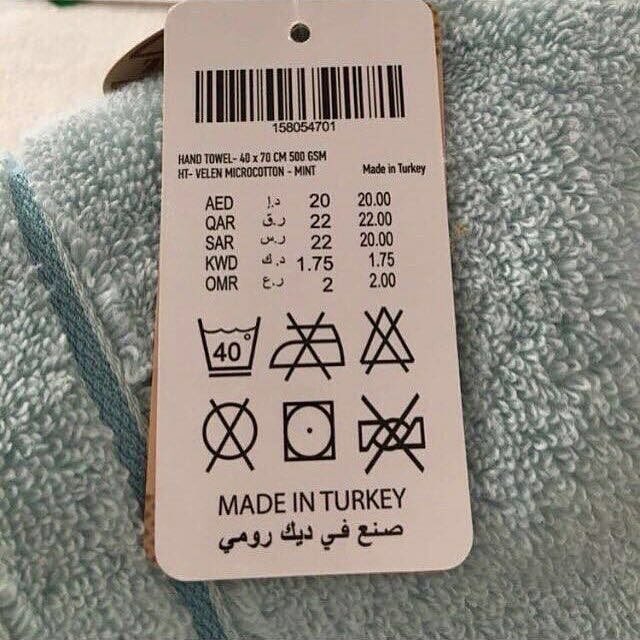 158054701
HAND TOWEL- 40 x 70 CM 500 GSM
HT- VELEN MICROCOTTON - MINT Made in Turkey
AED د.إ 20 20.00
QAR ر.ق 22 22.00
SAR ر.س 22 20.00
KWD د.ك 1.75 1.75
OMR ر.ع 2 2.00
40°
MADE IN TURKEY
صنع في ديك رومي